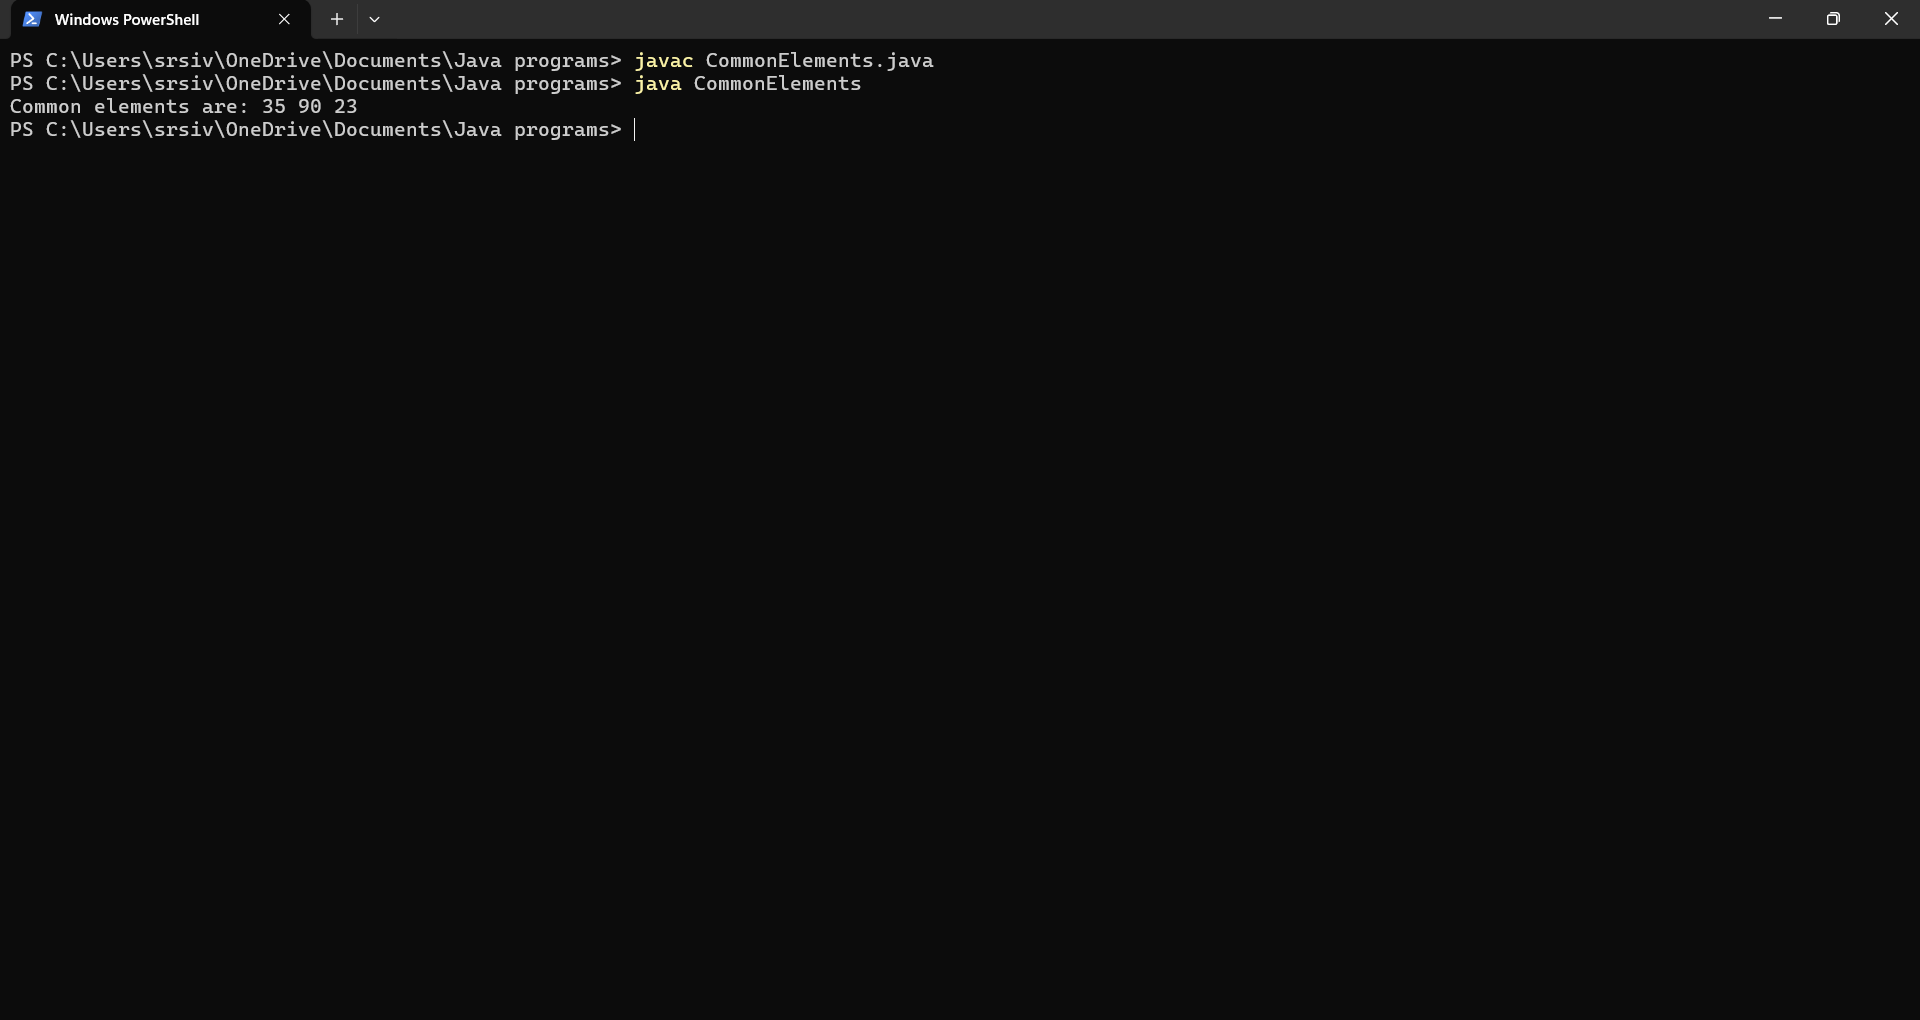 Windows PowerShell
PS C:\Users\srsiv\OneDrive\Documents\Java programs> javac CommonElements.java
PS C:\Users\srsiv\OneDrive\Documents\Java programs> java CommonElements
Common elements are: 35 90 23
PS C:\Users\srsiv\OneDrive\Documents\Java programs>